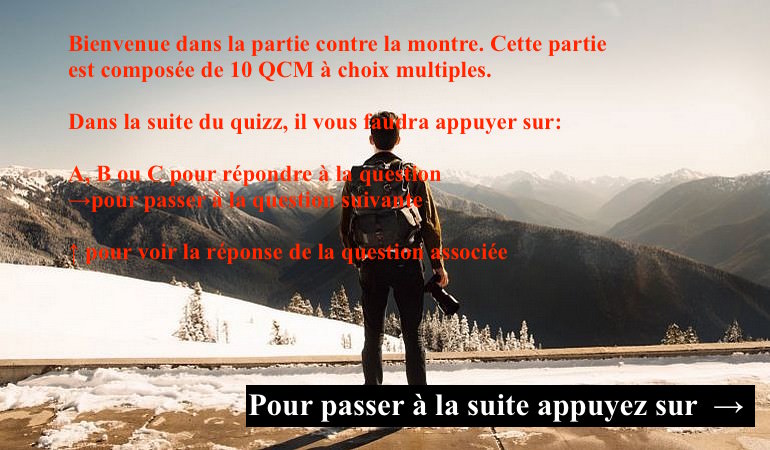 Bienvenue dans la partie contre la montre. Cette partie
est composée de 10 QCM à choix multiples.
Dans la suite du quizz, il vous faudra appuyer sur:
A, B ou C pour répondre à la question
→pour passer à la question suivante
* pour voir la réponse de la question associée
Pour passer à la suite appuyez sur →